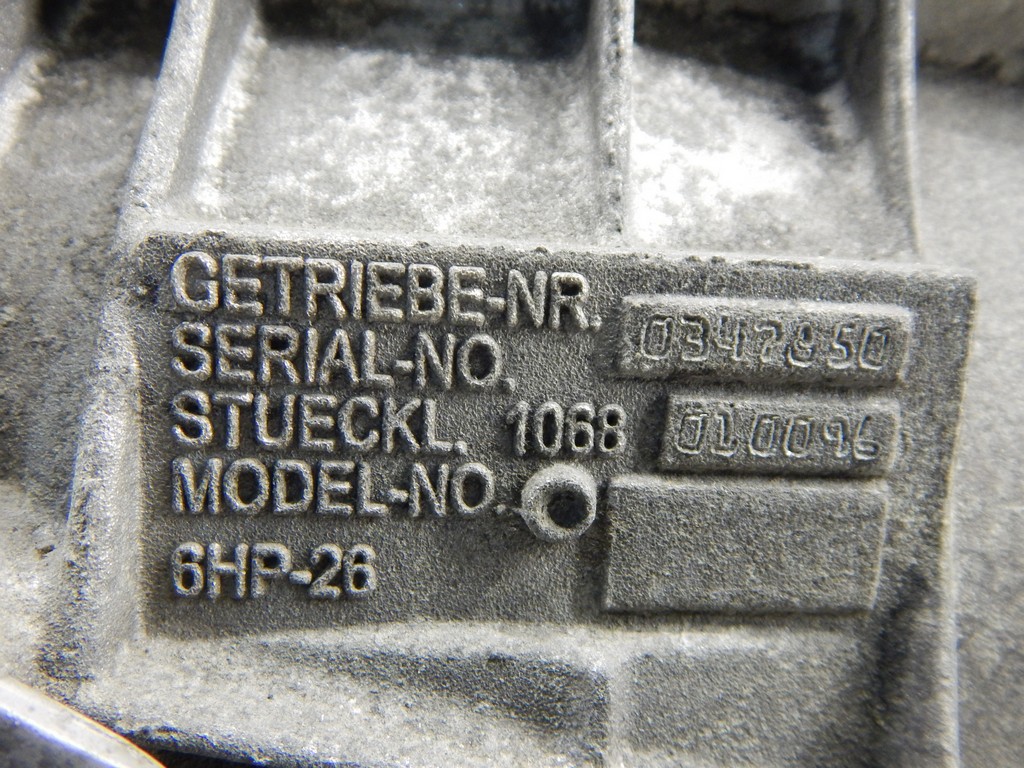 GETRIEBE-NR.
SERIAL-NO. 0347850
STUECKL. 1068 010096
MODEL-NO.
6HP-26